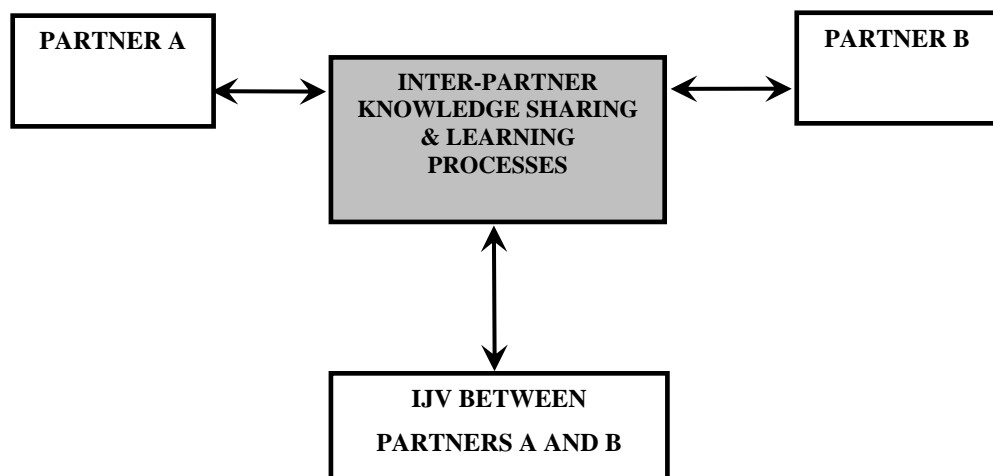 PARTNER A
PARTNER B
INTER-PARTNER
KNOWLEDGE SHARING
& LEARNING
PROCESSES
IJV BETWEEN
PARTNERS A AND B